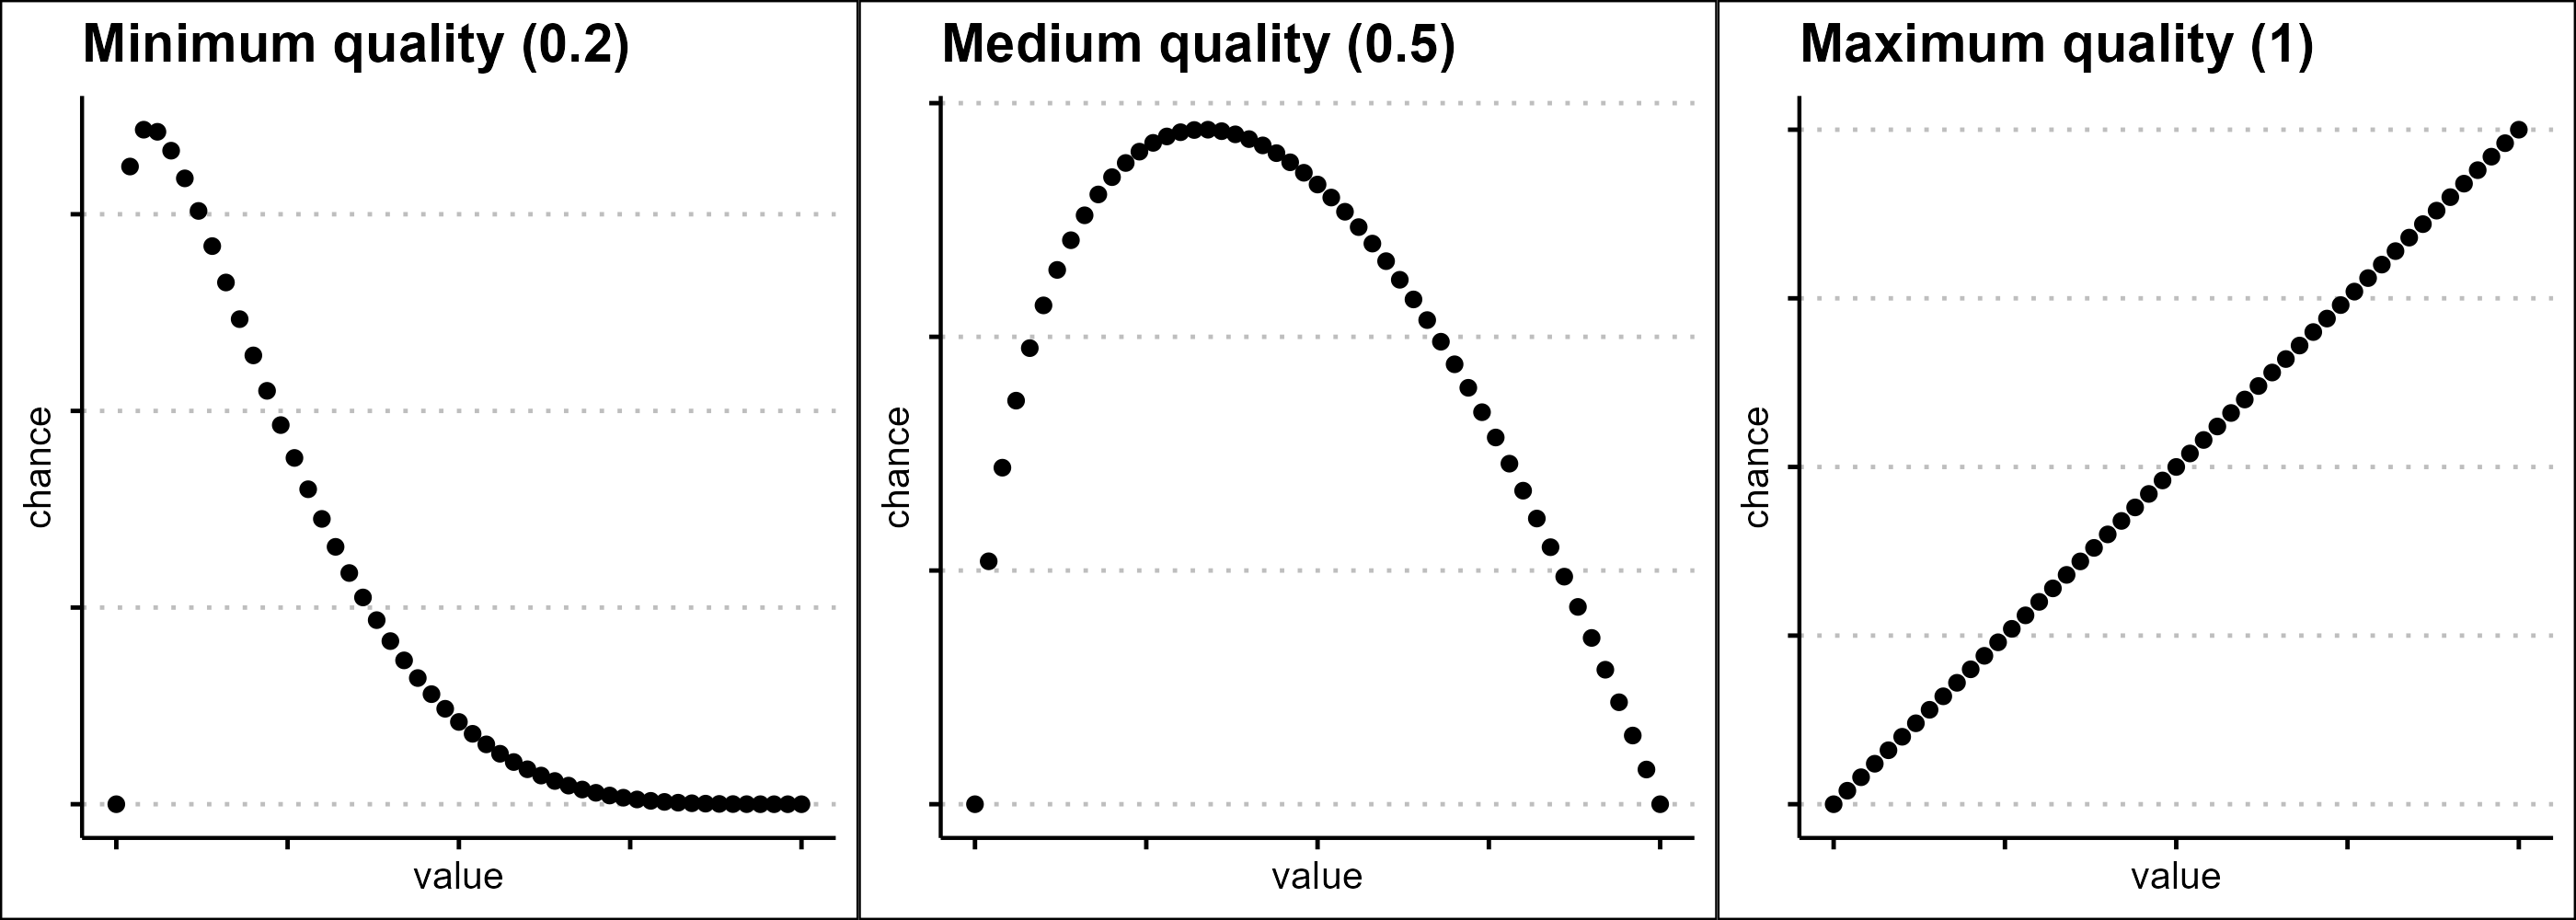 Minimum quality (0.2)
chance
value
Medium quality (0.5)
chance
value
Maximum quality (1)
chance
value